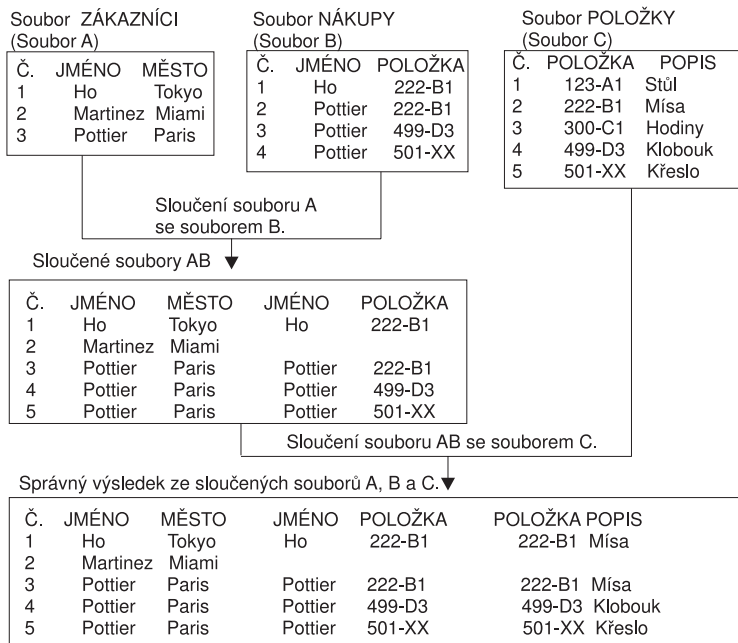 Soubor ZÁKAZNÍCI
(Soubor A)
Č. JMÉNO MĚSTO
1 Ho Tokyo
2 Martinez Miami
3 Pottier Paris
Soubor NÁKUPY
(Soubor B)
Č. JMÉNO POLOŽKA
1 Ho 222-B1
2 Pottier 222-B1
3 Pottier 499-D3
4 Pottier 501-XX
Soubor POLOŽKY
(Soubor C)
Č. POLOŽKA POPIS
1 123-A1 Stůl
2 222-B1 Mísa
3 300-C1 Hodiny
4 499-D3 Klobouk
5 501-XX Křeslo
Sloučení souboru A
se souborem B.
Sloučené soubory AB
Č. JMÉNO MĚSTO JMÉNO POLOŽKA
1 Ho Tokyo Ho 222-B1
2 Martinez Miami
3 Pottier Paris Pottier 222-B1
4 Pottier Paris Pottier 499-D3
5 Pottier Paris Pottier 501-XX
Sloučení souboru AB se souborem C.
Správný výsledek ze sloučených souborů A, B a C.
Č. JMÉNO MĚSTO JMÉNO POLOŽKA POLOŽKA POPIS
1 Ho Tokyo Ho 222-B1 222-B1 Mísa
2 Martinez Miami
3 Pottier Paris Pottier 222-B1 222-B1 Mísa
4 Pottier Paris Pottier 499-D3 499-D3 Klobouk
5 Pottier Paris Pottier 501-XX 501-XX Křeslo